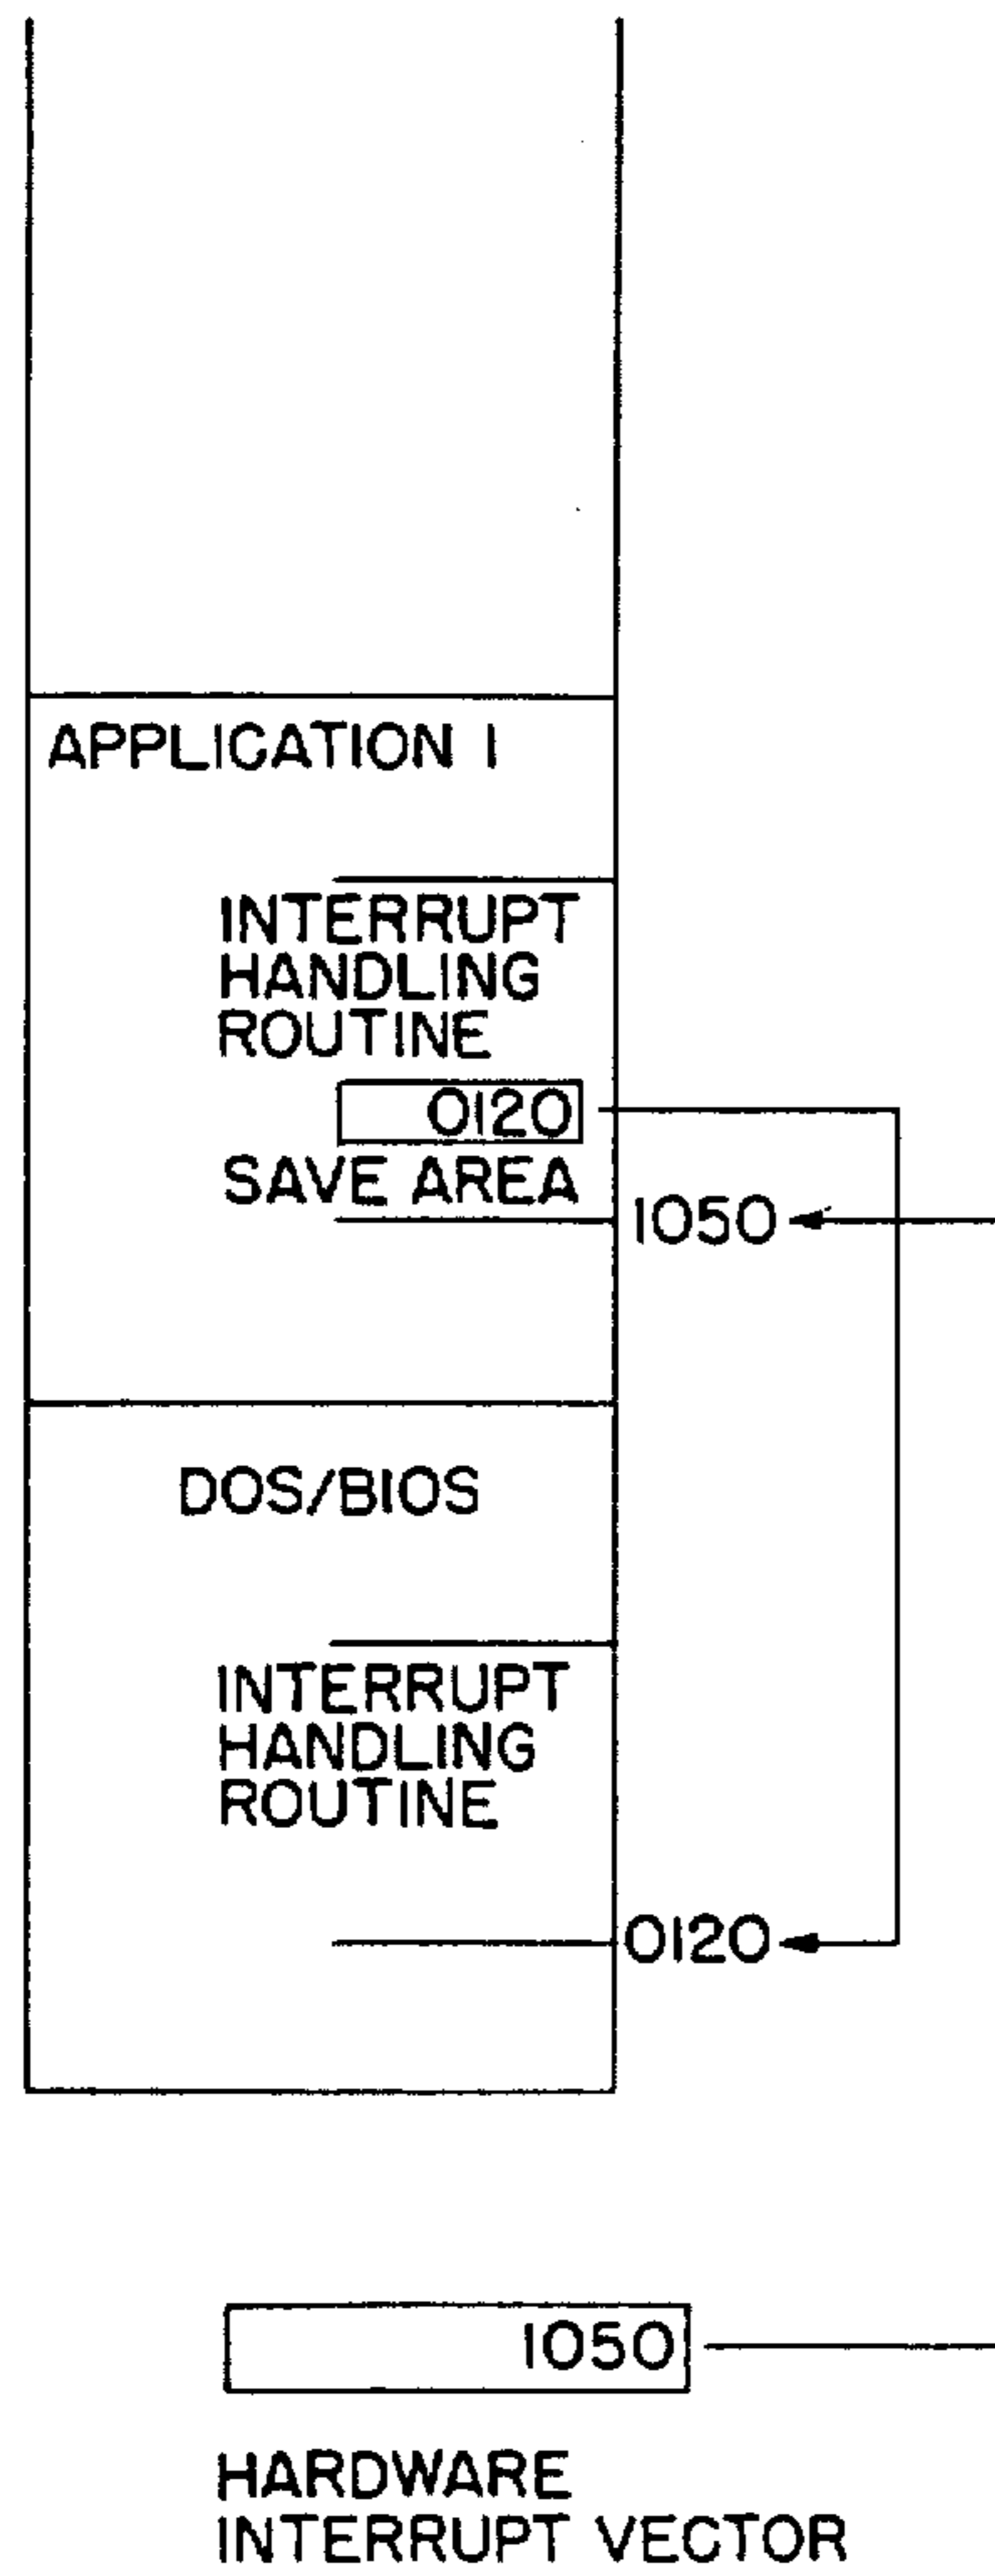 APPLICATION 1
INTERRUPT
HANDLING
ROUTINE
0120
SAVE AREA
1050
DOS/BIOS
INTERRUPT
HANDLING
ROUTINE
0120
1050
HARDWARE
INTERRUPT VECTOR